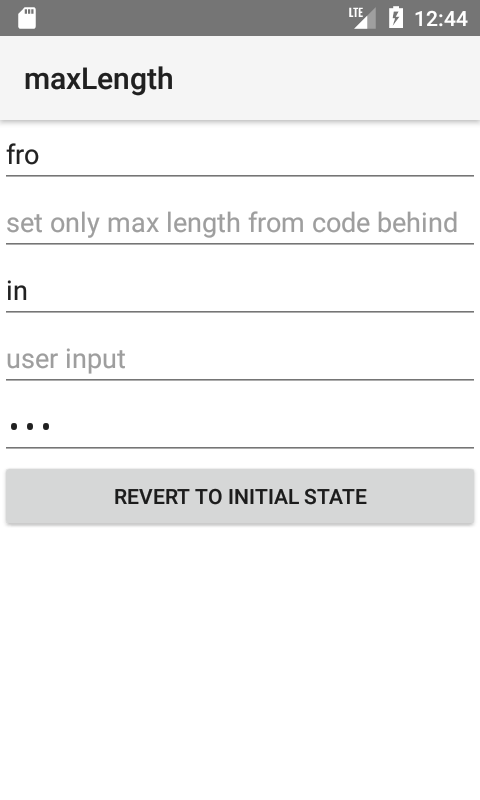 LTE 12:44
maxLength
fro
set only max length from code behind
in
user input
•••
REVERT TO INITIAL STATE